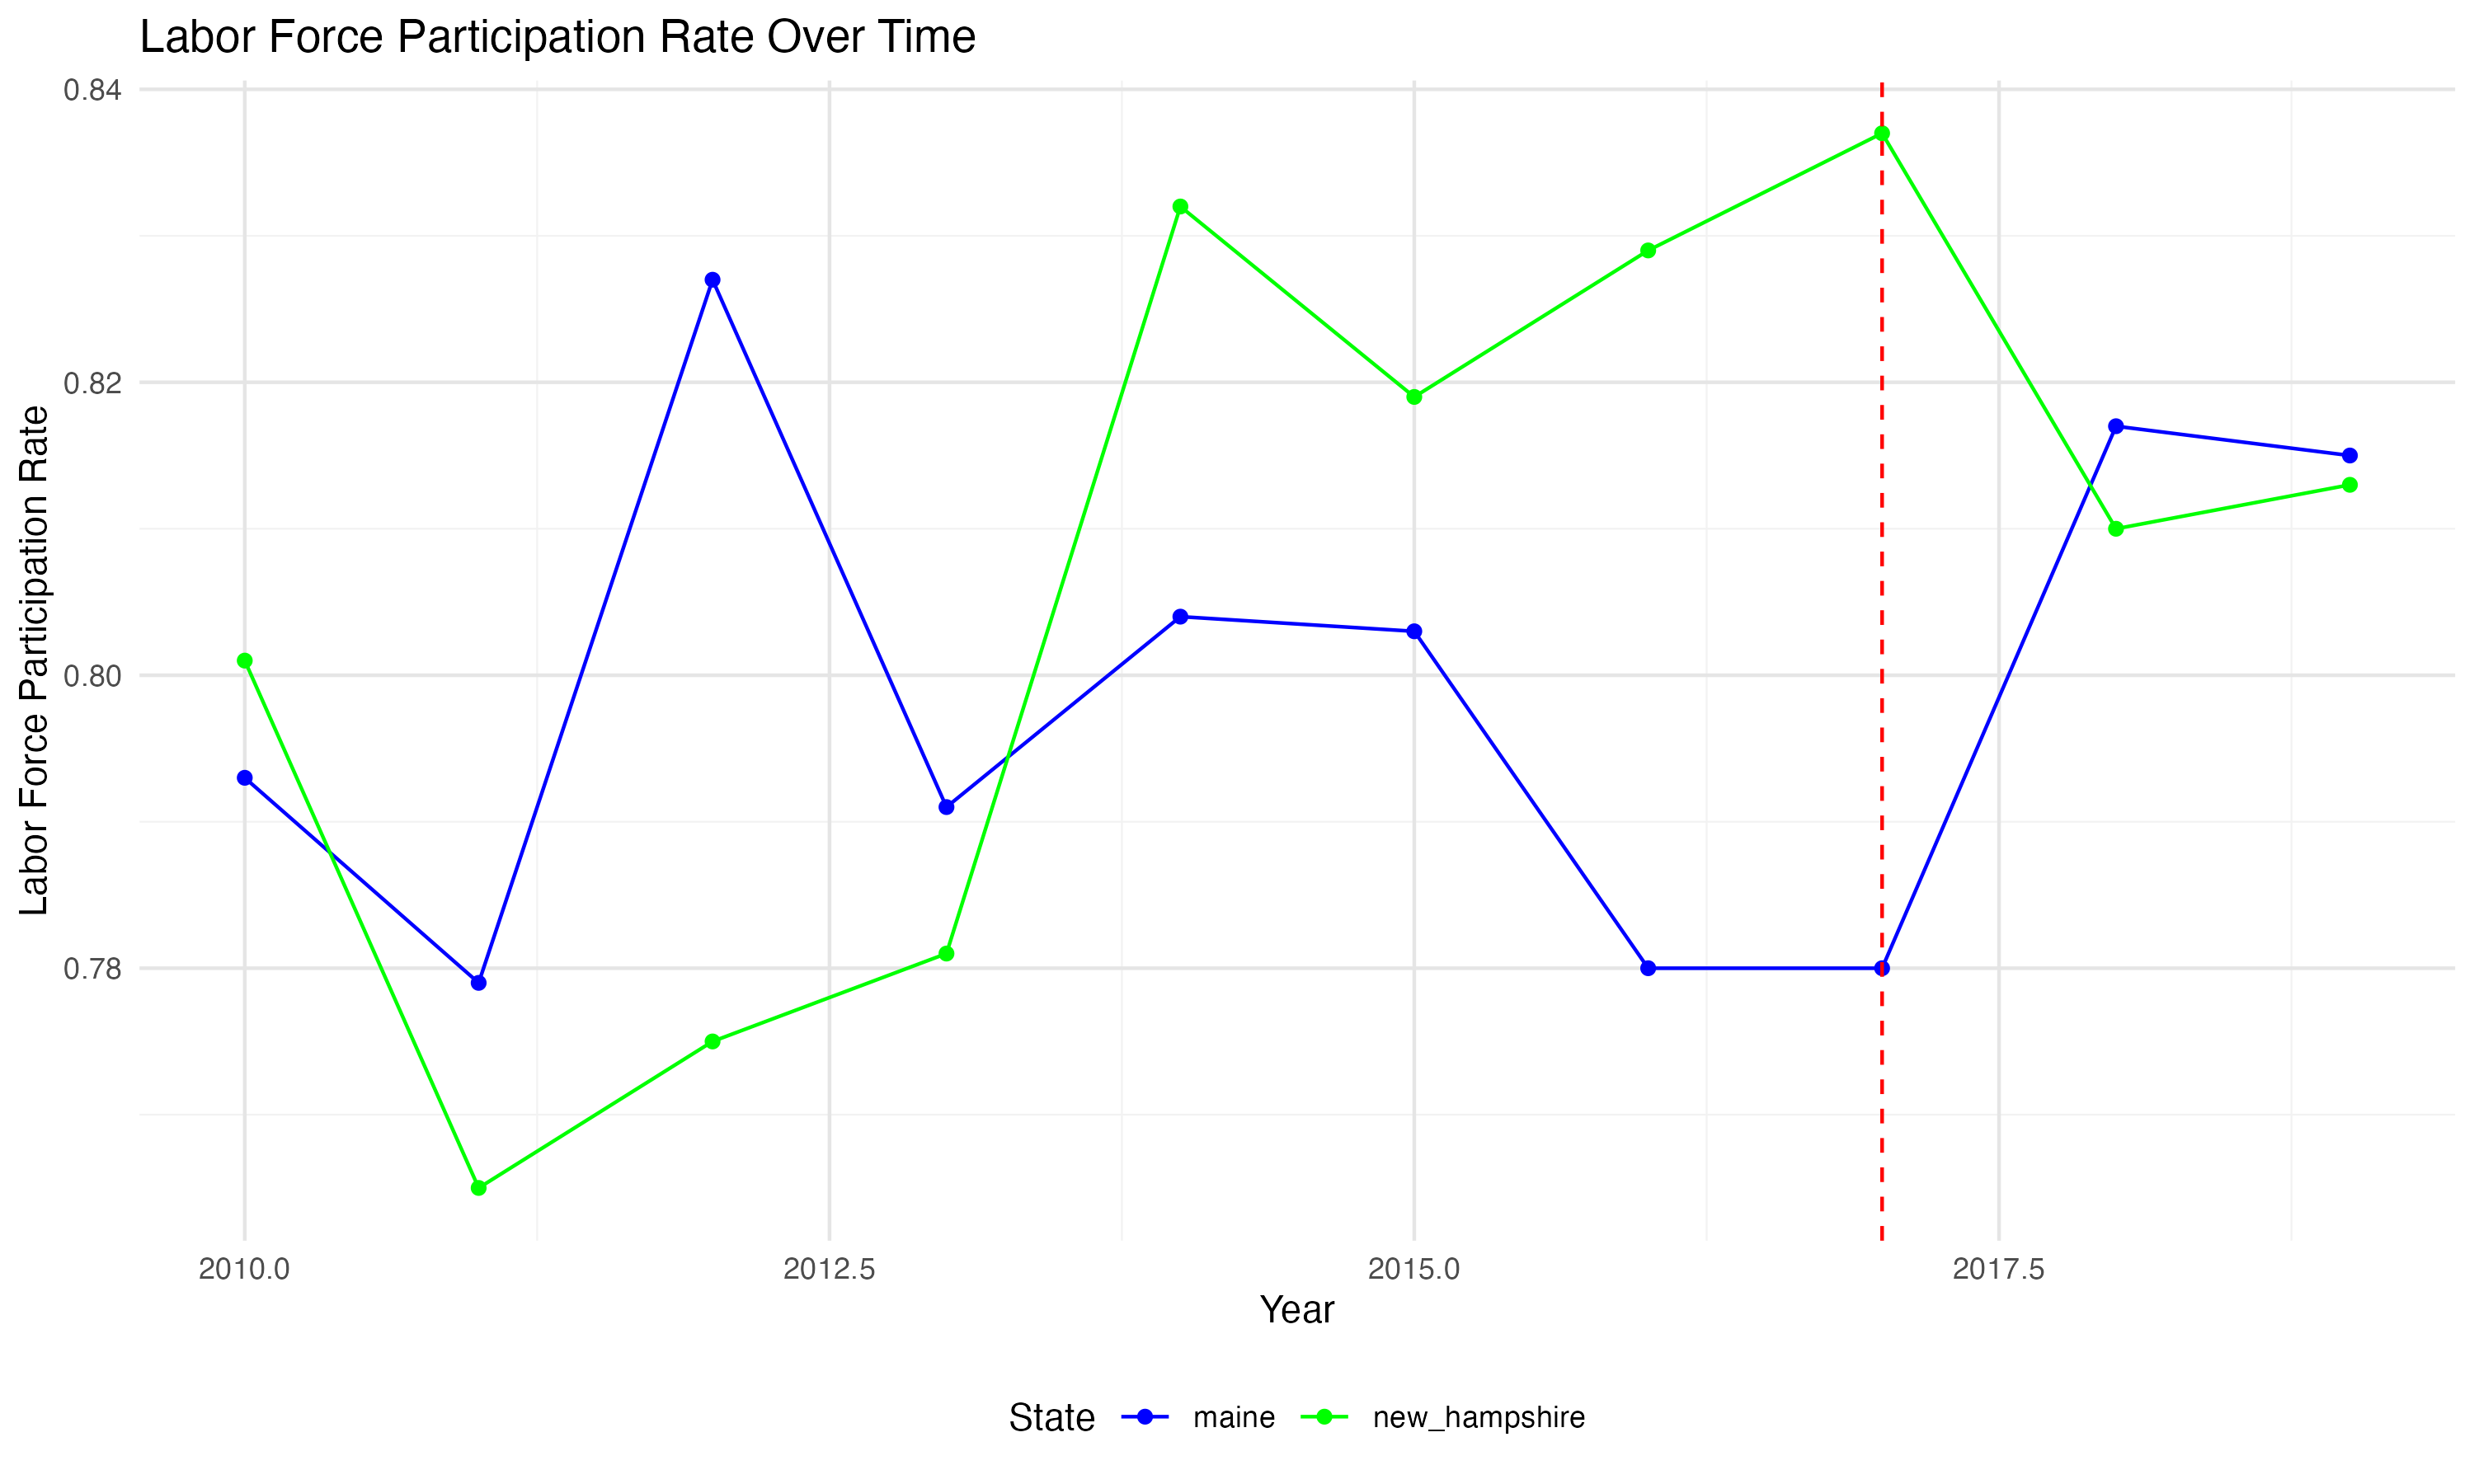 Labor Force Participation Rate Over Time
Labor Force Participation Rate
0.84
0.82
0.80
0.78
2010.0 2012.5 2015.0 2017.5
Year
State maine new_hampshire